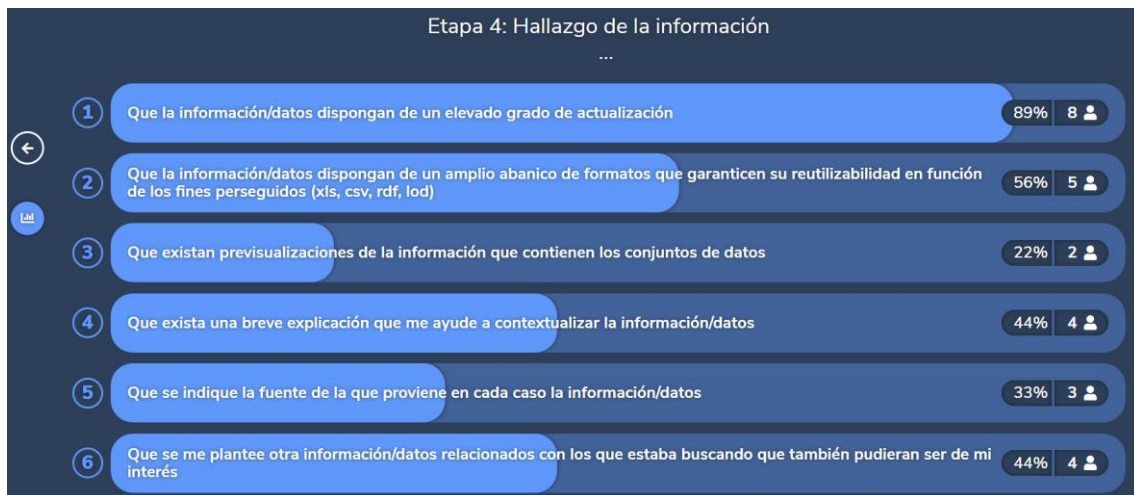 Etapa 4: Hallazgo de la información
...
1 Que la información/datos dispongan de un elevado grado de actualización 89% 8
2 Que la información/datos dispongan de un amplio abanico de formatos que garanticen su reutilizabilidad en función
de los fines perseguidos (xls, csv, rdf, lod) 56% 5
3 Que existan previsualizaciones de la información que contienen los conjuntos de datos 22% 2
4 Que exista una breve explicación que me ayude a contextualizar la información/datos 44% 4
5 Que se indique la fuente de la que proviene en cada caso la información/datos 33% 3
6 Que se me plantee otra información/datos relacionados con los que estaba buscando que también pudieran ser de mi
interés 44% 4